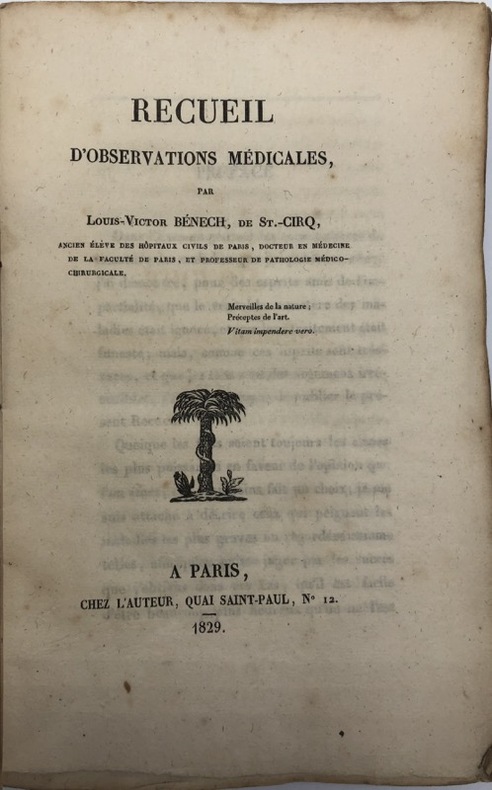 RECUEIL
D'OBSERVATIONS MÉDICALES,
PAR
LOUIS-VICTOR BÉNECH, DE ST.-CIRQ,
ANCIEN ÉLÈVE DES HÔPITAUX CIVILS DE PARIS, DOCTEUR EN MÉDECINE
DE LA FACULTÉ DE PARIS, ET PROFESSEUR DE PATHOLOGIE MÉDICO-
CHIRURGICALE.
Merveilles de la nature;
Préceptes de l'art.
Vitam impendere vero.
A PARIS,
CHEZ L'AUTEUR, QUAI SAINT-PAUL, No 12.
1829.